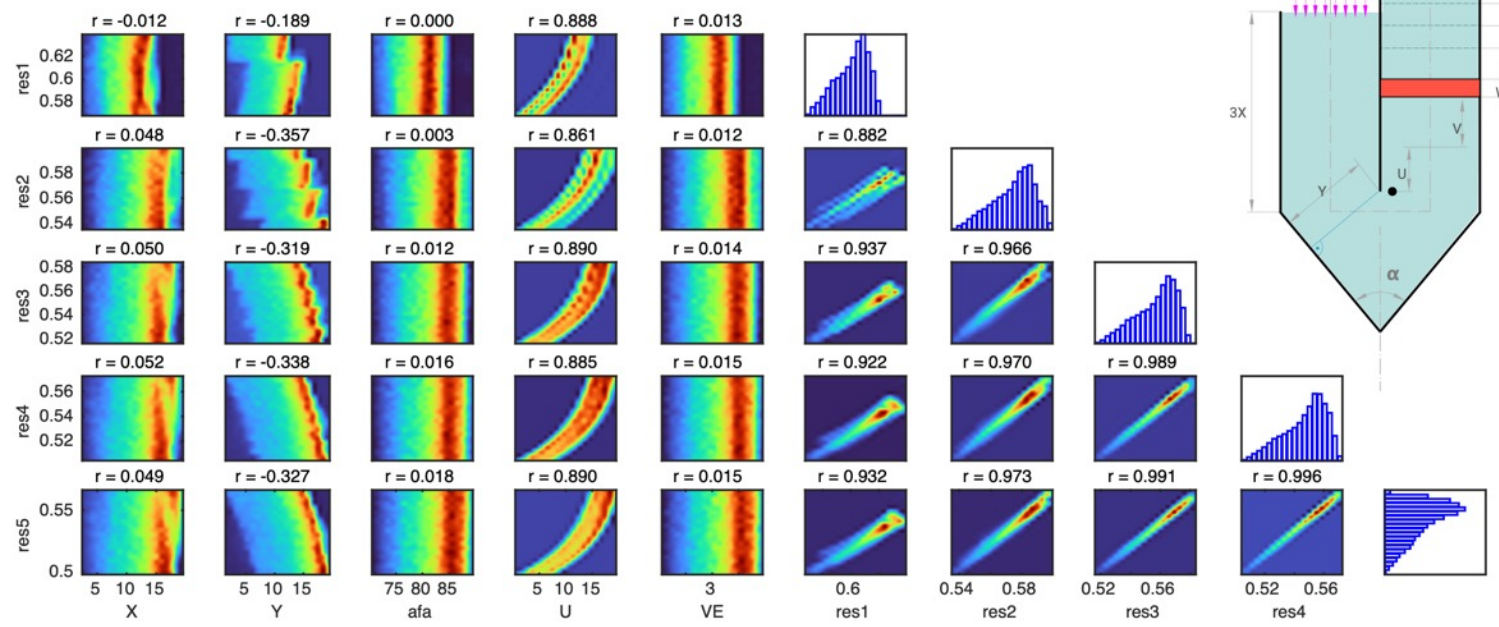 r = -0.012 r = -0.189 r = 0.000 r = 0.888 r = 0.013
res1 0.62 0.6 0.58
r = 0.048 r = -0.357 r = 0.003 r = 0.861 r = 0.012 r = 0.882
res2 0.58 0.56 0.54
r = 0.050 r = -0.319 r = 0.012 r = 0.890 r = 0.014 r = 0.937 r = 0.966
res3 0.58 0.56 0.54 0.52
r = 0.052 r = -0.338 r = 0.016 r = 0.885 r = 0.015 r = 0.922 r = 0.970 r = 0.989
res4 0.56 0.54 0.52
r = 0.049 r = -0.327 r = 0.018 r = 0.890 r = 0.015 r = 0.932 r = 0.973 r = 0.991 r = 0.996
res5 0.55 0.5
5 10 15 5 10 15 75 80 85 5 10 15 3 0.6 0.54 0.58 0.52 0.56 0.52 0.56
X Y afa U VE res1 res2 res3 res4
3X
V
U
Y
α